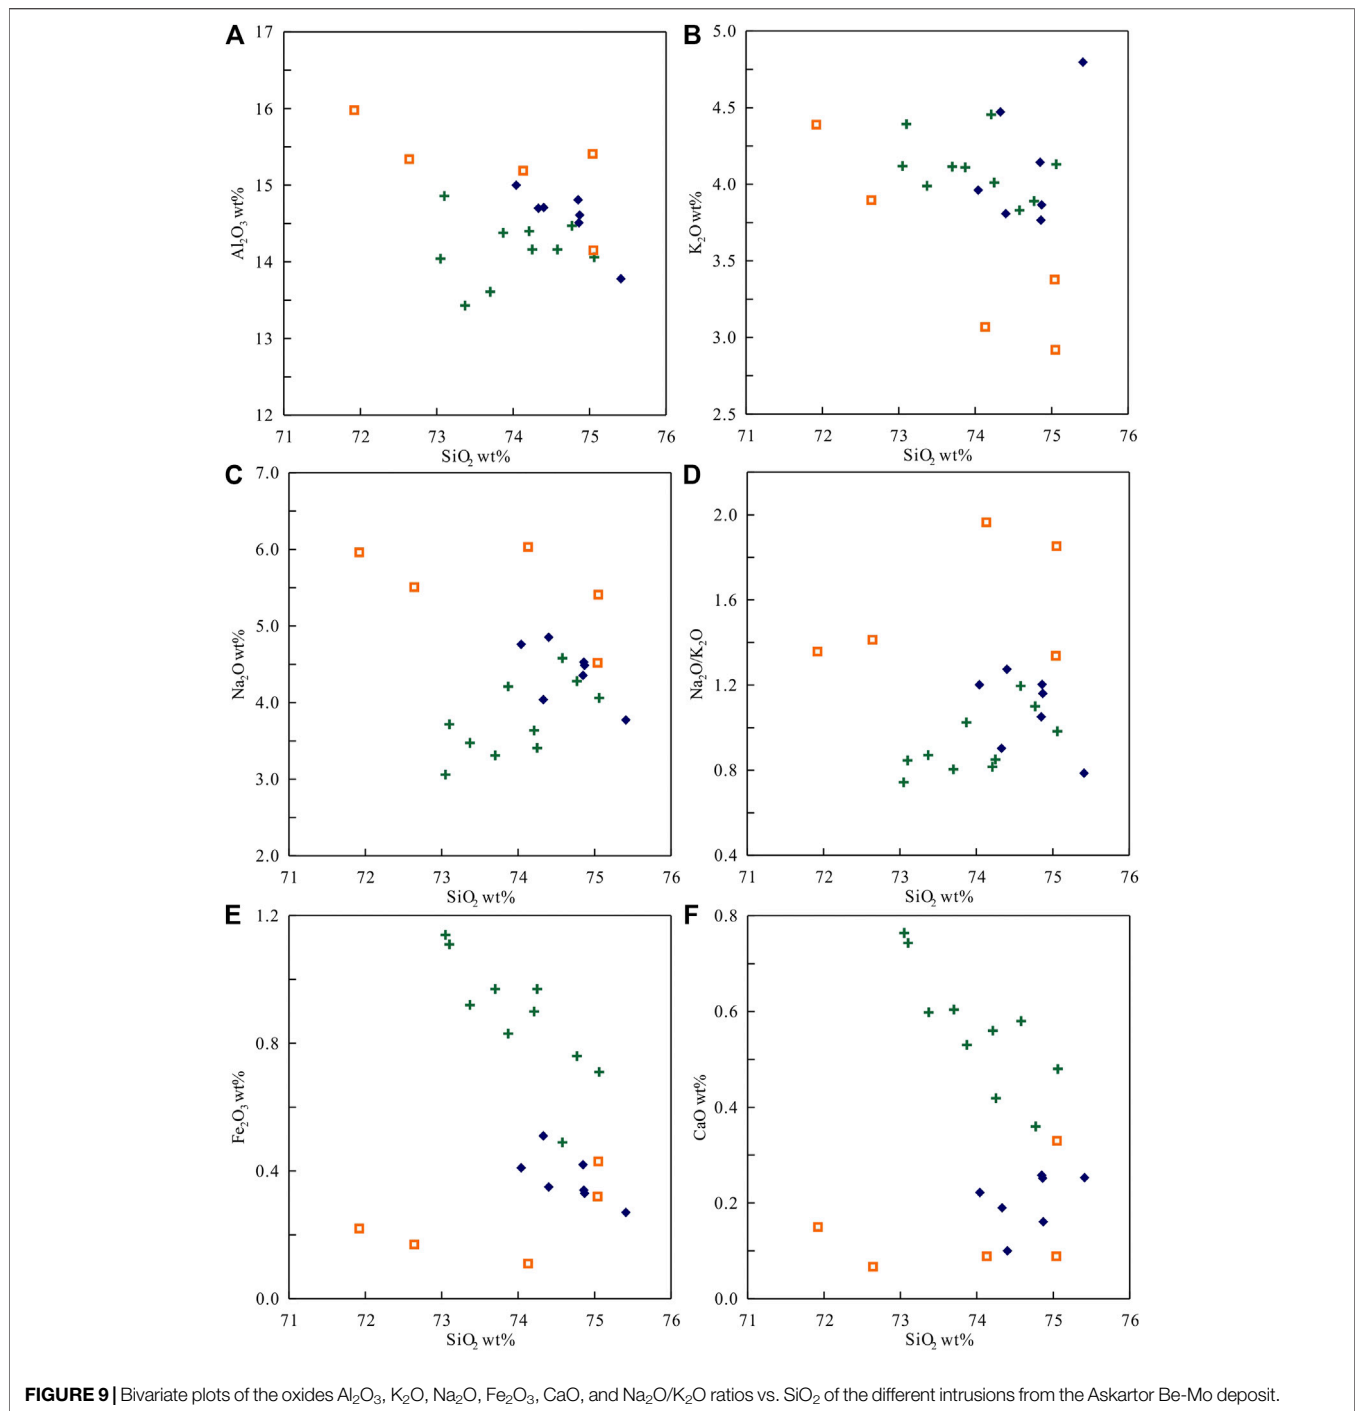 A
17
16
15
14
13
12
Al₂O₃ wt%
71 72 73 74 75 76
SiO₂ wt%
B
5.0
4.5
4.0
3.5
3.0
2.5
K₂O wt%
71 72 73 74 75 76
SiO₂ wt%
C
7.0
6.0
5.0
4.0
3.0
2.0
Na₂O wt%
71 72 73 74 75 76
SiO₂ wt%
D
2.0
1.6
1.2
0.8
0.4
Na₂O/K₂O
71 72 73 74 75 76
SiO₂ wt%
E
1.2
0.8
0.4
0.0
Fe₂O₃ wt%
71 72 73 74 75 76
SiO₂ wt%
F
0.8
0.6
0.4
0.2
0.0
CaO wt%
71 72 73 74 75 76
SiO₂ wt%
FIGURE 9 | Bivariate plots of the oxides Al₂O₃, K₂O, Na₂O, Fe₂O₃, CaO, and Na₂O/K₂O ratios vs. SiO₂ of the different intrusions from the Askartor Be-Mo deposit.